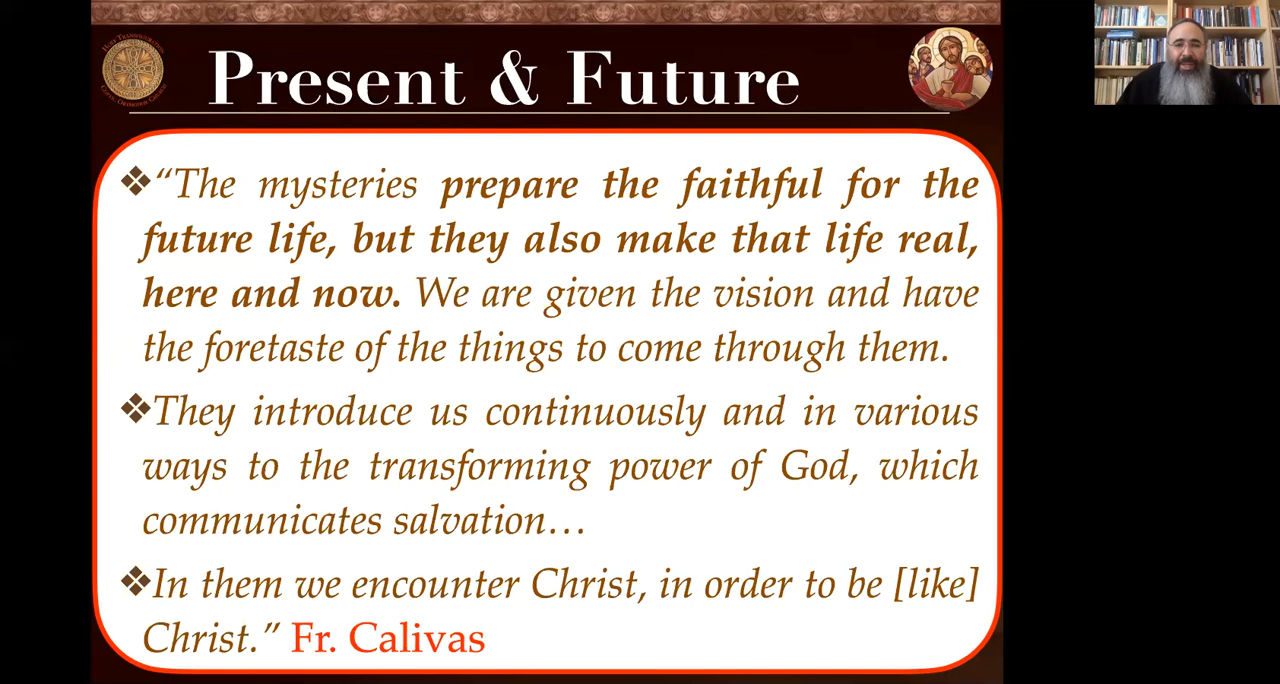 Present & Future
❖“The mysteries prepare the faithful for the
future life, but they also make that life real,
here and now. We are given the vision and have
the foretaste of the things to come through them.
❖They introduce us continuously and in various
ways to the transforming power of God, which
communicates salvation…
❖In them we encounter Christ, in order to be [like]
Christ.” Fr. Calivas